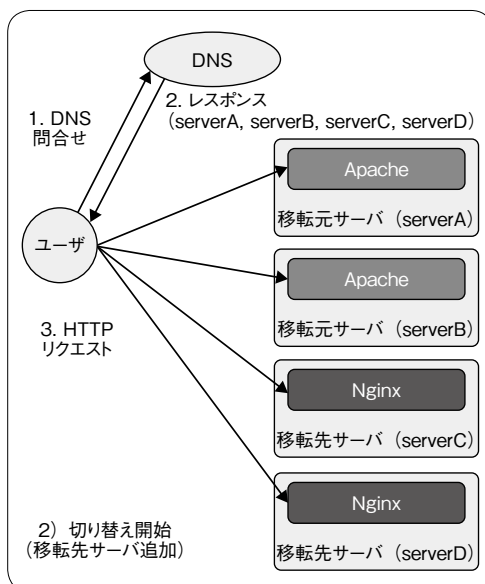 DNS
1. DNS
問合せ
2. レスポンス
(serverA, serverB, serverC, serverD)
Apache
移転元サーバ（serverA）
ユーザ
Apache
移転元サーバ（serverB）
3. HTTP
リクエスト
Nginx
移転先サーバ（serverC）
Nginx
移転先サーバ（serverD）
2）切り替え開始
（移転先サーバ追加）